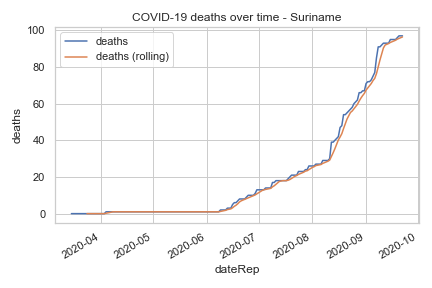 COVID-19 deaths over time - Suriname
deaths
deaths (rolling)
100
80
60
40
20
0
deaths
2020-04
2020-05
2020-06
2020-07
2020-08
2020-09
2020-10
dateRep